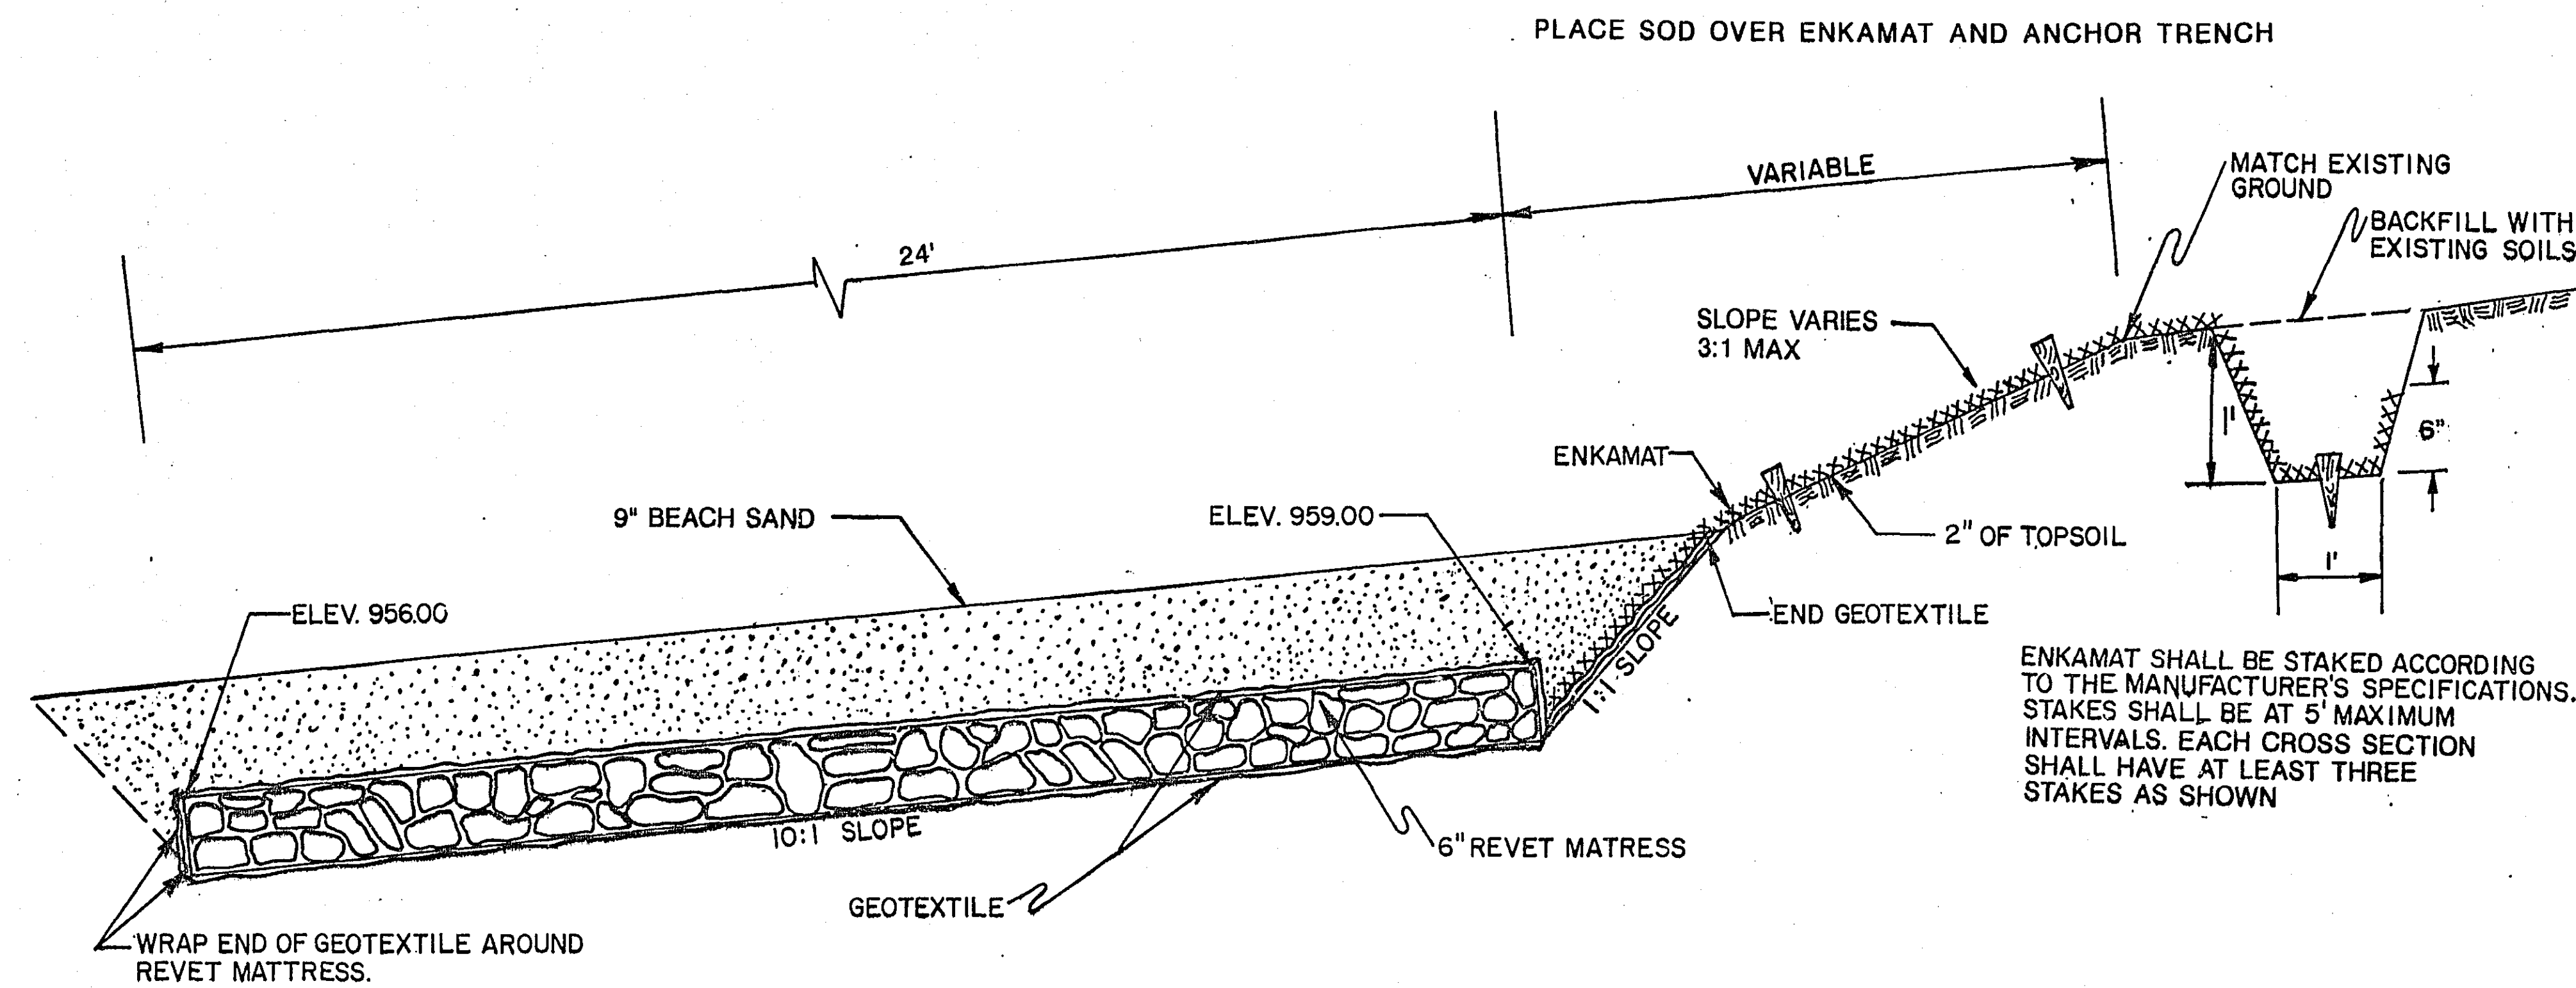 PLACE SOD OVER ENKAMAT AND ANCHOR TRENCH
VARIABLE
MATCH EXISTING
GROUND
BACKFILL WITH
EXISTING SOILS
24'
SLOPE VARIES
3:1 MAX
1'
6"
ENKAMAT
9" BEACH SAND
ELEV. 959.00
2" OF TOPSOIL
1'
ELEV. 956.00
END GEOTEXTILE
1:1 SLOPE
ENKAMAT SHALL BE STAKED ACCORDING
TO THE MANUFACTURER'S SPECIFICATIONS.
STAKES SHALL BE AT 5' MAXIMUM
INTERVALS. EACH CROSS SECTION
SHALL HAVE AT LEAST THREE
STAKES AS SHOWN
10:1 SLOPE
6" REVET MATRESS
GEOTEXTILE
WRAP END OF GEOTEXTILE AROUND
REVET MATTRESS.